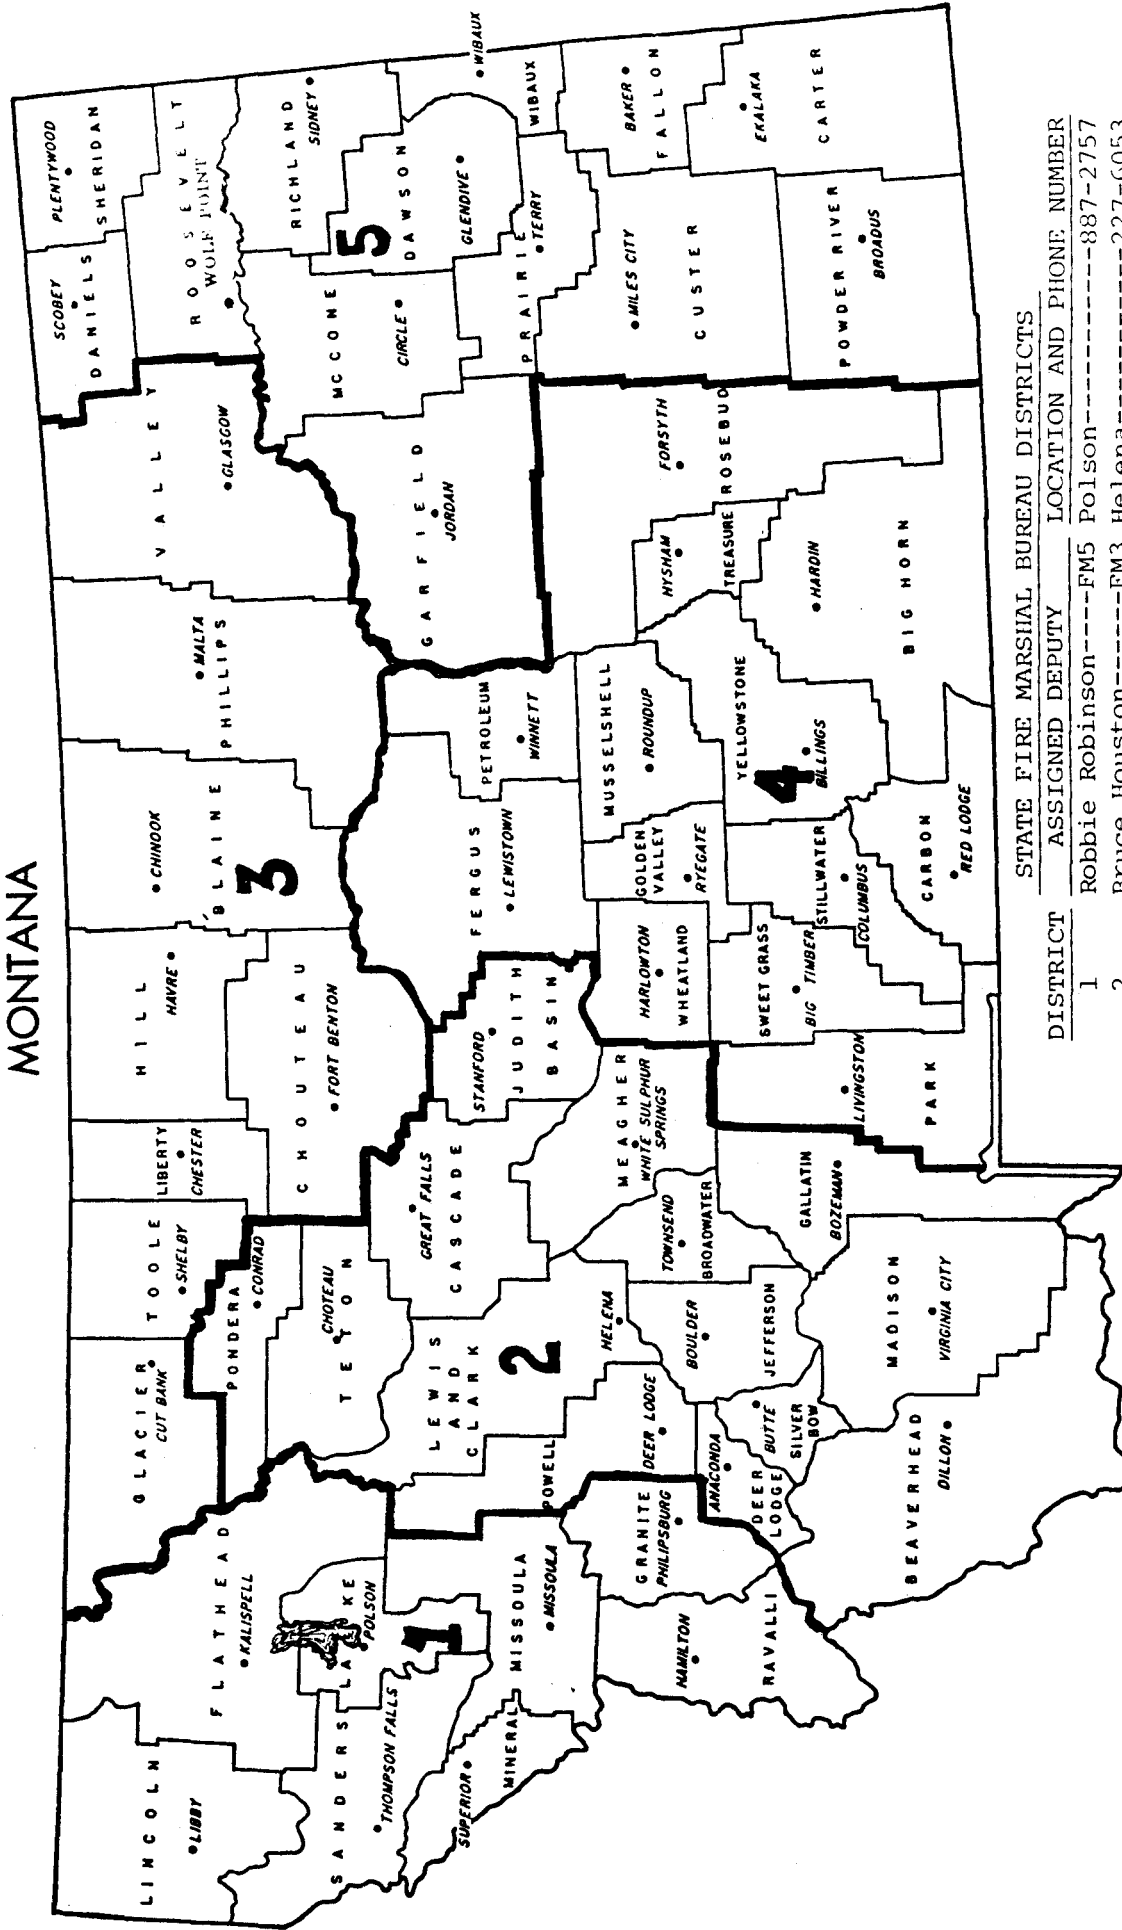 MONTANA
LINCOLN
LIBBY
FLATHEAD
KALISPELL
GLACIER
CUT BANK
TOOLE
SHELBY
LIBERTY
CHESTER
HILL
HAVRE
BLAINE
CHINOOK
PHILLIPS
MALTA
VALLEY
GLASGOW
DANIELS
SCOBEY
SHERIDAN
PLENTYWOOD
ROOSEVELT
WOLF POINT
SANDERS
THOMPSON FALLS
LAKE
POLSON
1
PONDERA
CONRAD
TETON
CHOTEAU
CHOUTEAU
FORT BENTON
3
MCCONE
CIRCLE
RICHLAND
SIDNEY
5
DAWSON
GLENDIVE
WIBAUX
WIBAUX
MINERAL
SUPERIOR
MISSOULA
MISSOULA
POWELL
DEER LODGE
LEWIS
AND
CLARK
HELENA
2
CASCADE
GREAT FALLS
JUDITH
BASIN
STANFORD
FERGUS
LEWISTOWN
PETROLEUM
WINNETT
GARFIELD
JORDAN
PRAIRIE
TERRY
RAVALLI
HAMILTON
GRANITE
PHILIPSBURG
DEER
LODGE
ANACONDA
SILVER
BOW
BUTTE
JEFFERSON
BOULDER
BROADWATER
TOWNSEND
MEAGHER
WHITE SULPHUR
SPRINGS
WHEATLAND
HARLOWTON
GOLDEN
VALLEY
RYEGATE
MUSSELSHELL
ROUNDUP
TREASURE
HYSHAM
ROSEBUD
FORSYTH
CUSTER
MILES CITY
FALLON
BAKER
BEAVERHEAD
DILLON
MADISON
VIRGINIA CITY
GALLATIN
BOZEMAN
PARK
LIVINGSTON
SWEET GRASS
BIG TIMBER
STILLWATER
COLUMBUS
CARBON
RED LODGE
YELLOWSTONE
4
BILLINGS
BIG HORN
HARDIN
POWDER RIVER
BROADUS
CARTER
EKALAKA
STATE FIRE MARSHAL BUREAU DISTRICTS
DISTRICT ASSIGNED DEPUTY LOCATION AND PHONE NUMBER
1 Robbie Robinson----FM5 Polson-------------887-2757
2 Bruce Houston------FM3 Helena-------------227-6053